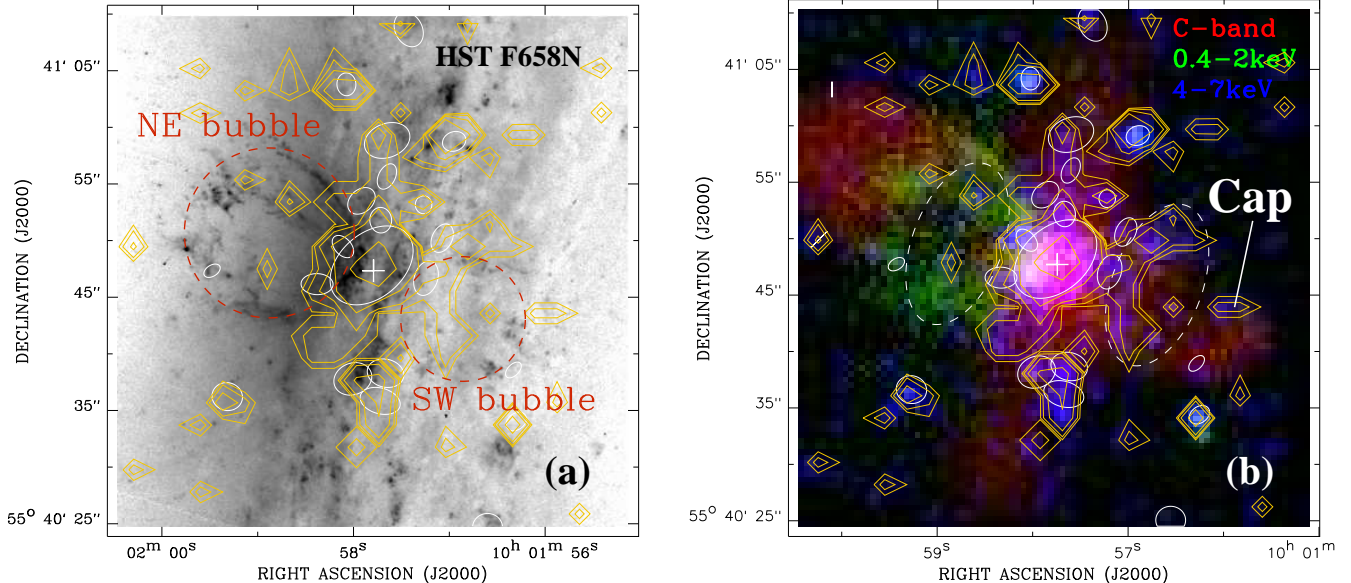 HST F658N
NE bubble
SW bubble
(a)
41' 05"
55"
45"
35"
55° 40' 25"
DECLINATION (J2000)
02ᵐ 00ˢ
58ˢ
10ʰ 01ᵐ 56ˢ
RIGHT ASCENSION (J2000)
C-band
0.4-2keV
4-7keV
Cap
(b)
41' 05"
55"
45"
35"
55° 40' 25"
DECLINATION (J2000)
59ˢ
57ˢ
10ʰ 01ᵐ
RIGHT ASCENSION (J2000)